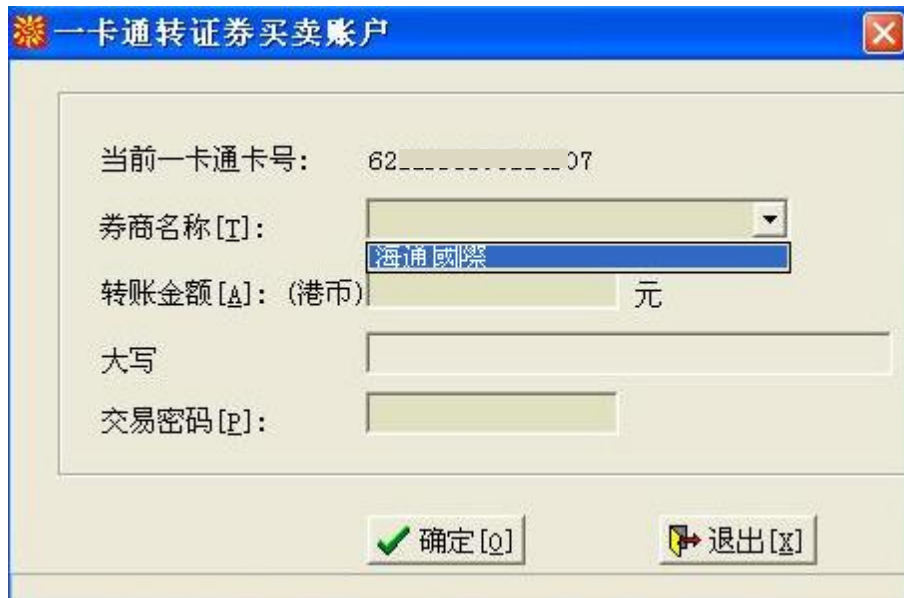 一卡通转证券买卖账户
当前一卡通卡号: 62 07
券商名称[T]:
海通國際
转账金额[A]: (港币) 元
大写
交易密码[P]:
确定[O] 退出[X]